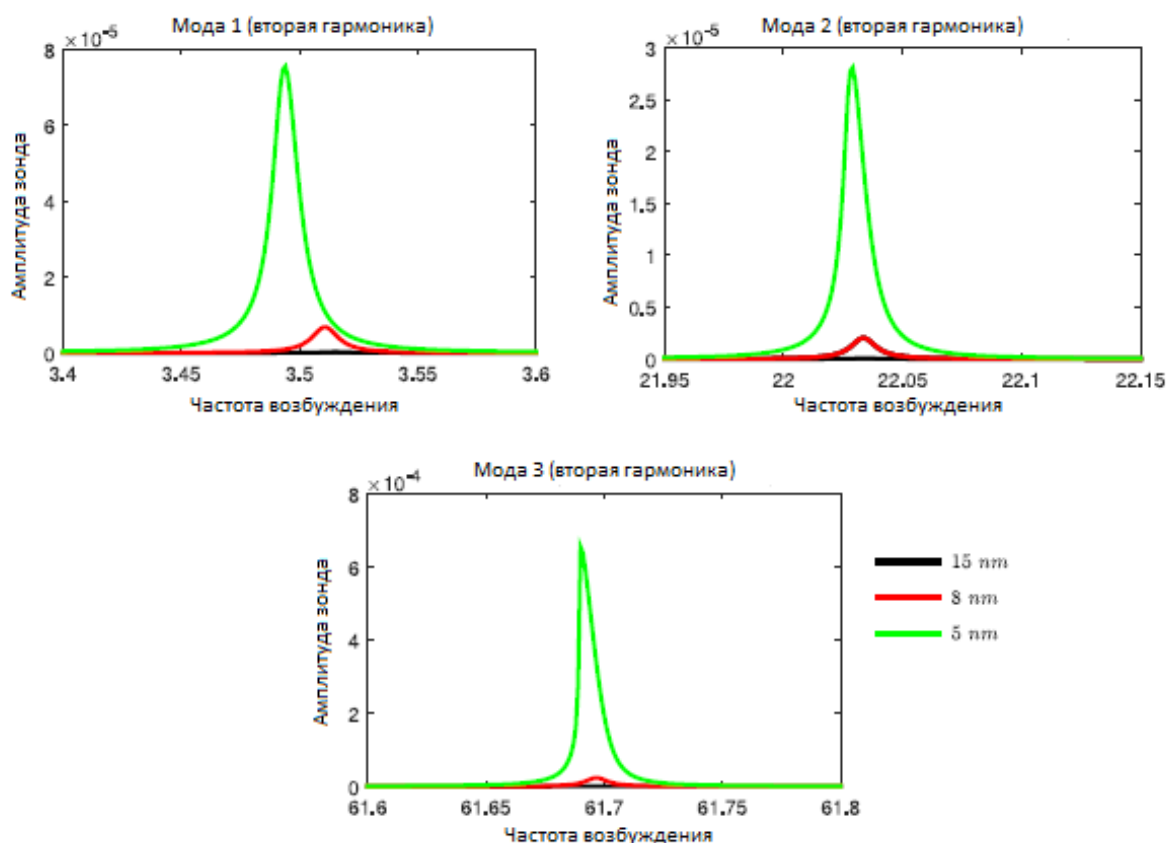 Мода 1 (вторая гармоника)
×10⁻⁵
8
6
4
2
0
Амплитуда зонда
3.4 3.45 3.5 3.55 3.6
Частота возбуждения
Мода 2 (вторая гармоника)
×10⁻⁵
3
2.5
2
1.5
1
0.5
0
Амплитуда зонда
21.95 22 22.05 22.1 22.15
Частота возбуждения
Мода 3 (вторая гармоника)
×10⁻⁴
8
6
4
2
0
Амплитуда зонда
61.6 61.65 61.7 61.75 61.8
Частота возбуждения
15 nm
8 nm
5 nm